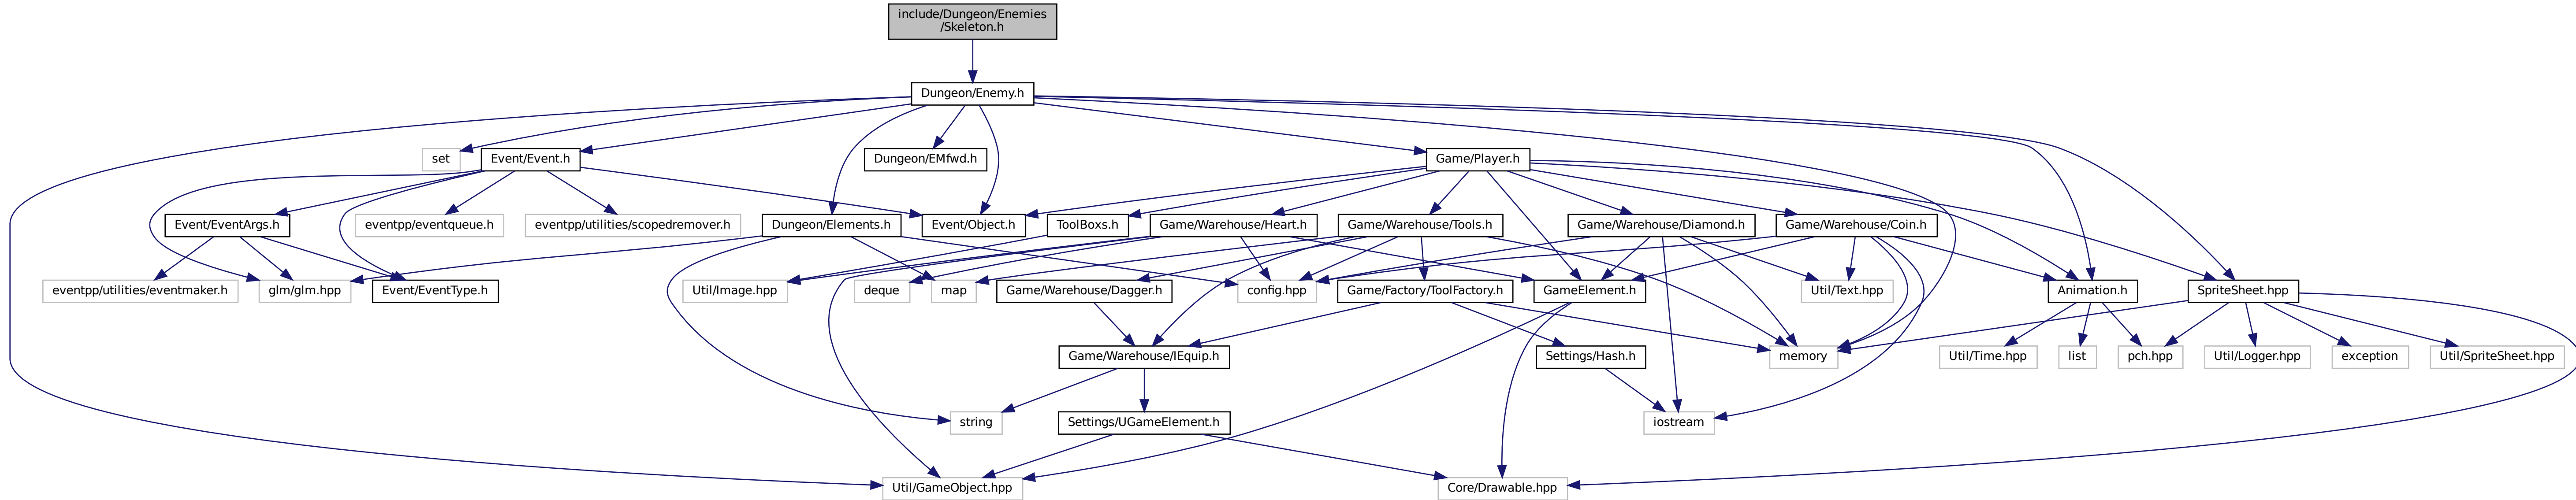 include/Dungeon/Enemies
/Skeleton.h
Dungeon/Enemy.h
set
Event/Event.h
Dungeon/EMfwd.h
Game/Player.h
Event/EventArgs.h
eventpp/eventqueue.h
eventpp/utilities/scopedremover.h
Dungeon/Elements.h
Event/Object.h
ToolBoxs.h
Game/Warehouse/Heart.h
Game/Warehouse/Tools.h
Game/Warehouse/Diamond.h
Game/Warehouse/Coin.h
eventpp/utilities/eventmaker.h
glm/glm.hpp
Event/EventType.h
Util/Image.hpp
deque
map
Game/Warehouse/Dagger.h
config.hpp
Game/Factory/ToolFactory.h
GameElement.h
Util/Text.hpp
Animation.h
SpriteSheet.hpp
Game/Warehouse/IEquip.h
Settings/Hash.h
memory
Util/Time.hpp
list
pch.hpp
Util/Logger.hpp
exception
Util/SpriteSheet.hpp
string
Settings/UGameElement.h
iostream
Util/GameObject.hpp
Core/Drawable.hpp